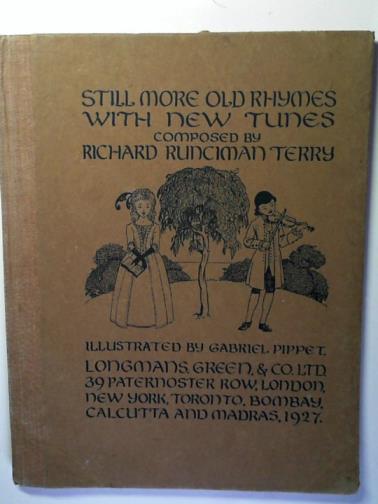 STILL MORE OLD RHYMES
WITH NEW TUNES
COMPOSED BY
RICHARD RUNCIMAN TERRY
ILLUSTRATED BY GABRIEL PIPPET.
LONGMANS, GREEN, & CO. LTD.
39 PATERNOSTER ROW, LONDON,
NEW YORK, TORONTO, BOMBAY,
CALCUTTA AND MADRAS, 1927.